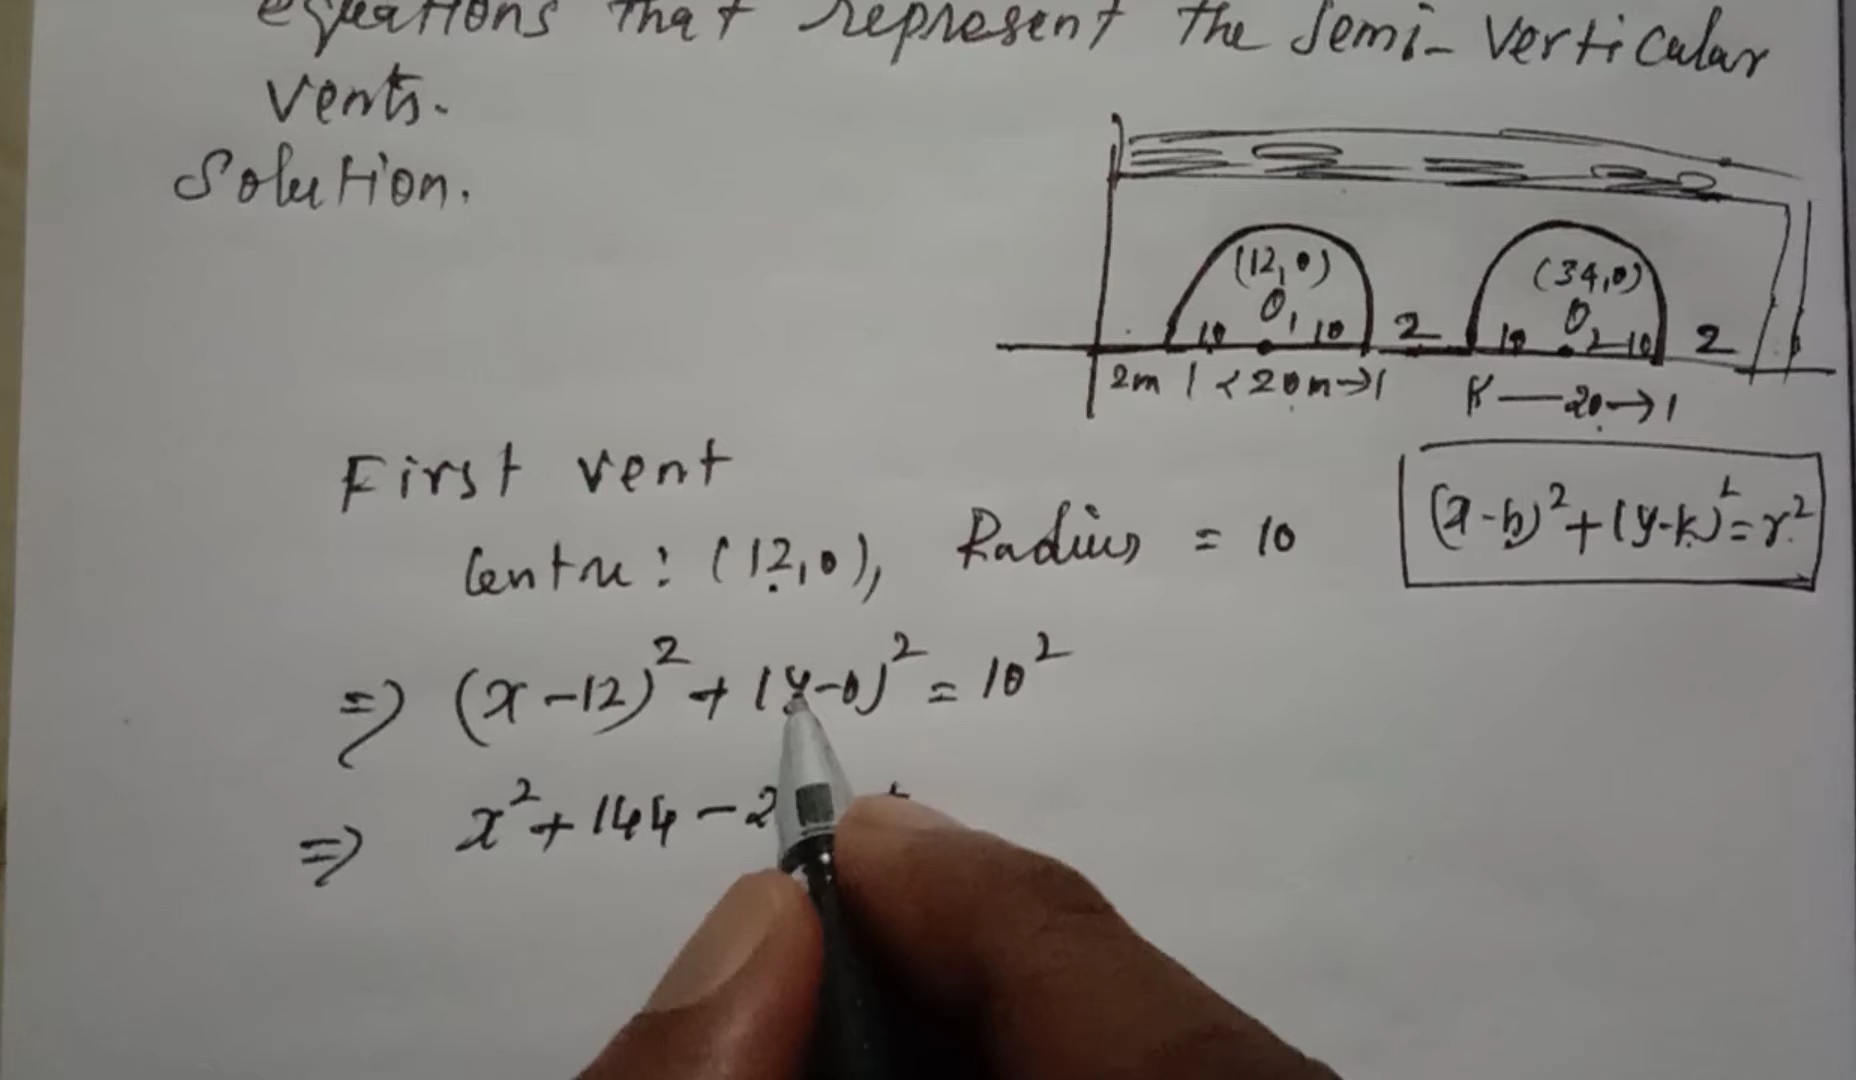 equations that represent the Semi-verticular
vents.
Solution.
(12,0)
O1
10 10
2
(34,0)
O2
10 10
2
2m |<20m→|
K—20→|
First vent
Centre: (12,0), Radius = 10
(x-h)²+(y-k)²=r²
⇒ (x-12)²+(y-0)²=10²
⇒ x²+144-2